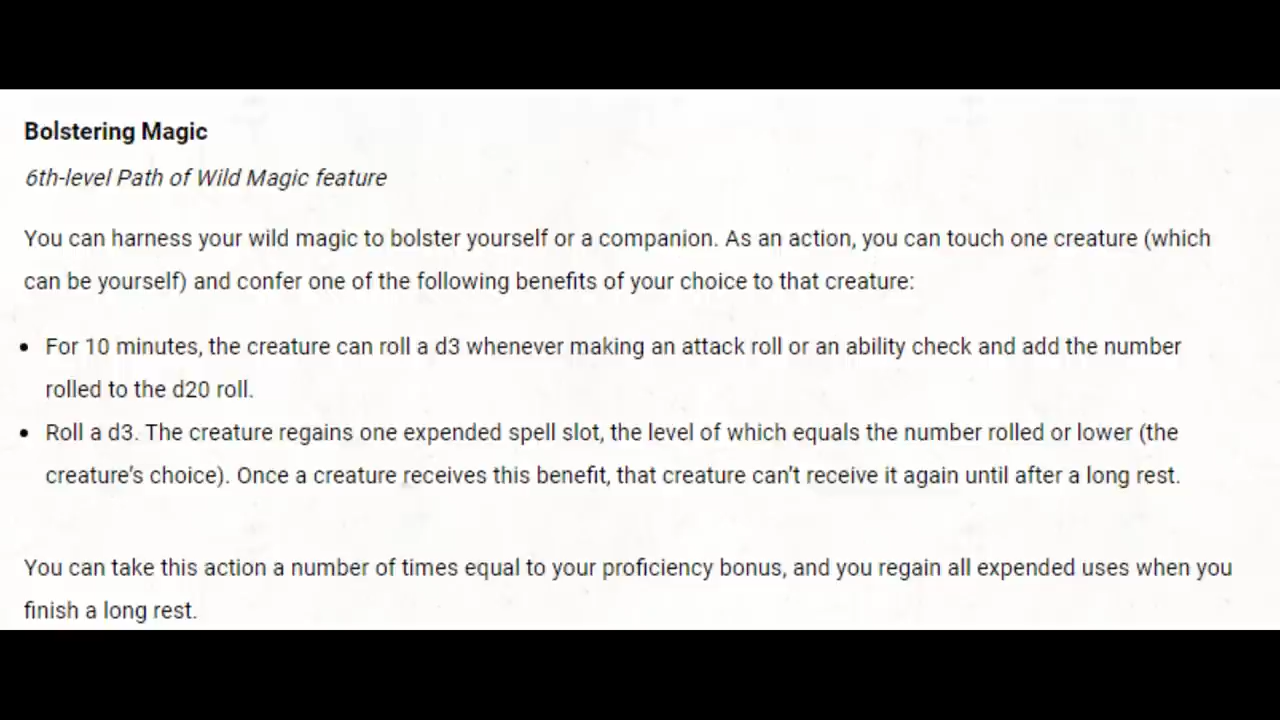 Bolstering Magic
6th-level Path of Wild Magic feature
You can harness your wild magic to bolster yourself or a companion. As an action, you can touch one creature (which
can be yourself) and confer one of the following benefits of your choice to that creature:
• For 10 minutes, the creature can roll a d3 whenever making an attack roll or an ability check and add the number
rolled to the d20 roll.
• Roll a d3. The creature regains one expended spell slot, the level of which equals the number rolled or lower (the
creature's choice). Once a creature receives this benefit, that creature can't receive it again until after a long rest.
You can take this action a number of times equal to your proficiency bonus, and you regain all expended uses when you
finish a long rest.